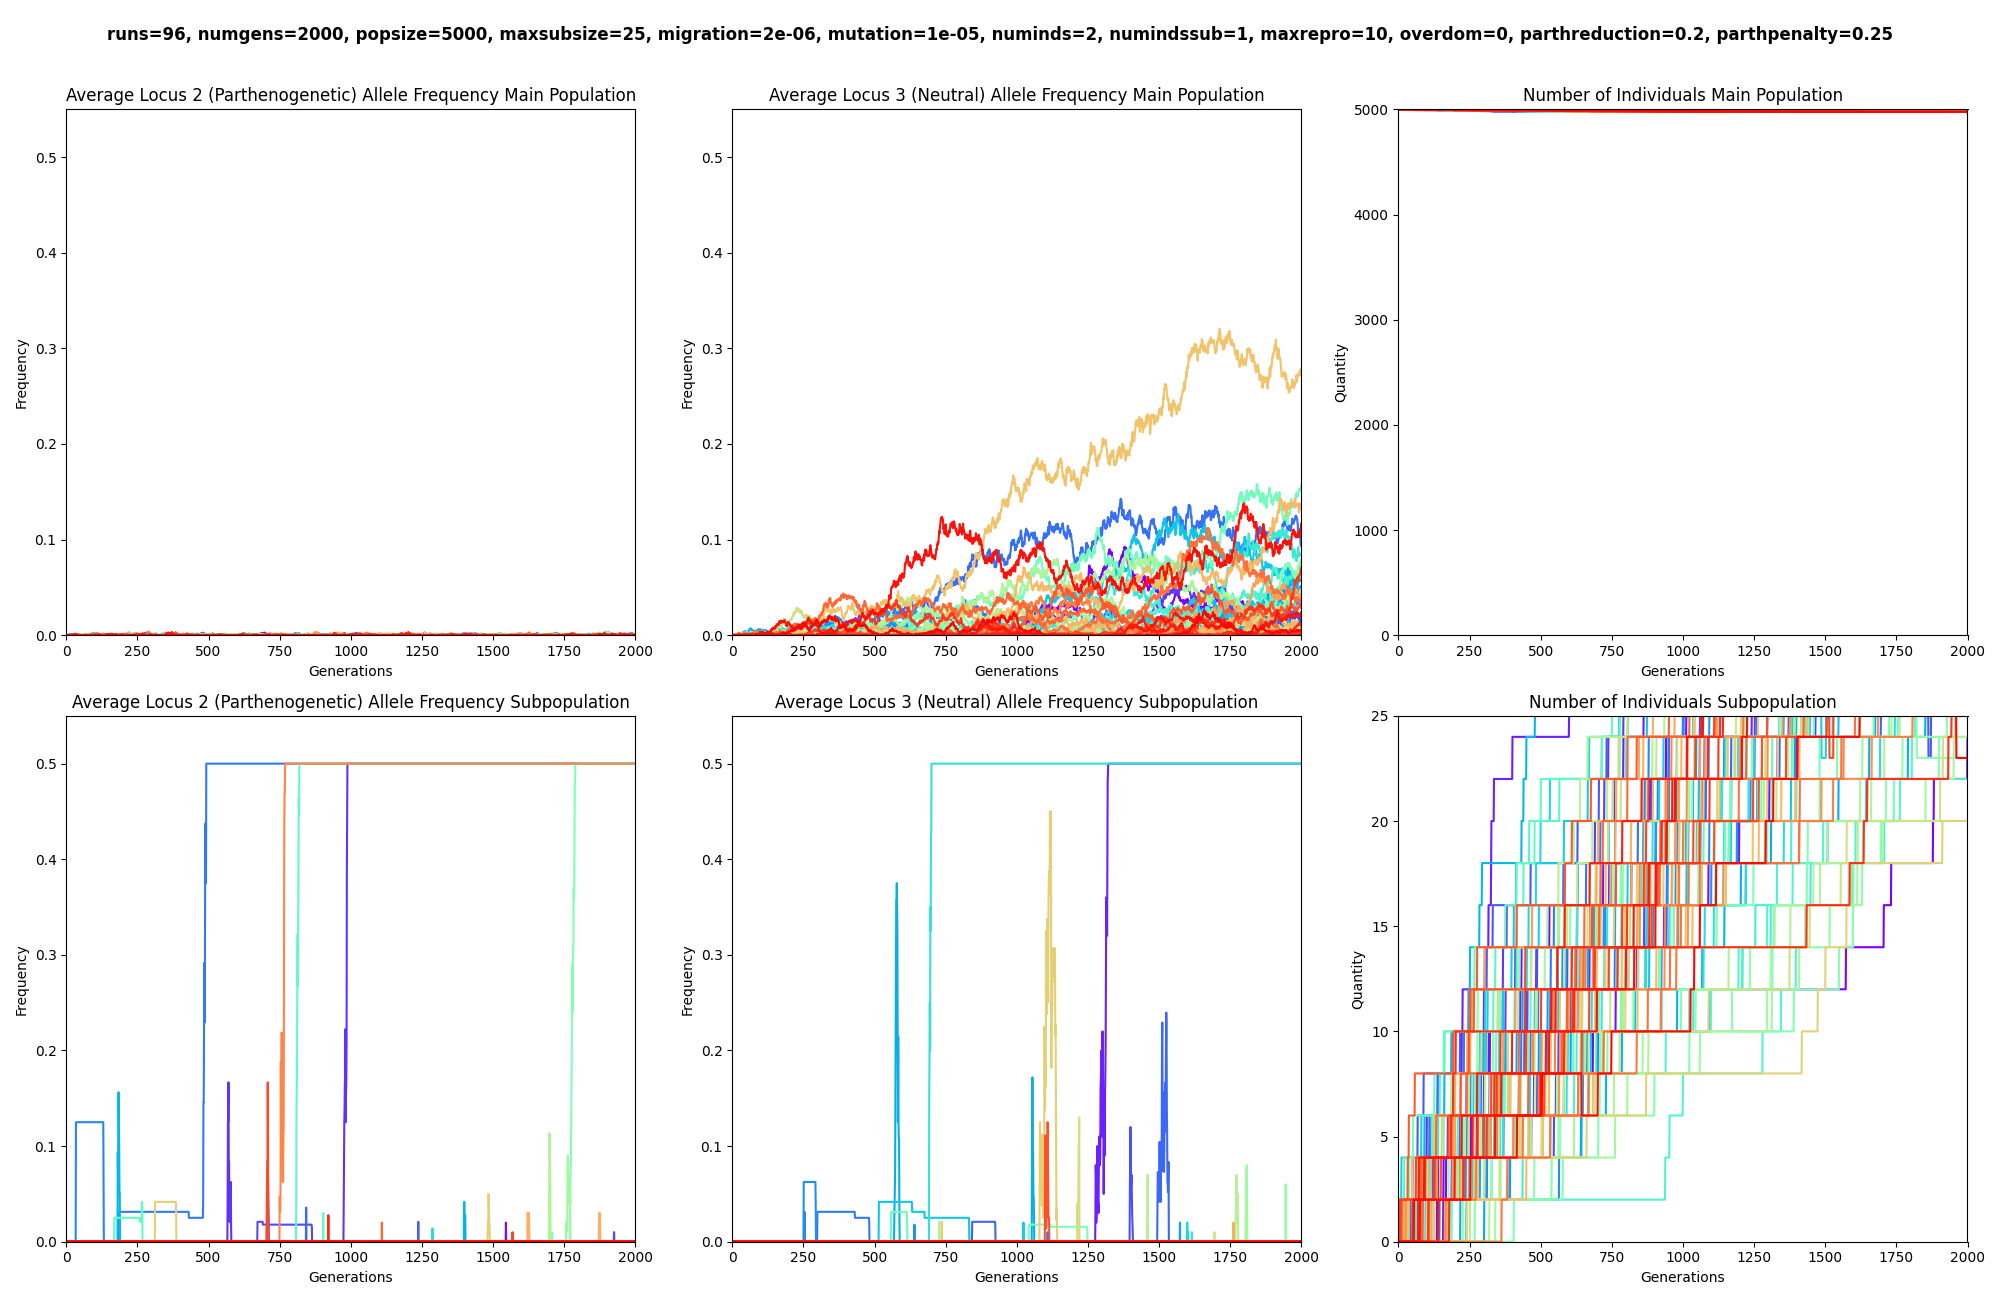 runs=96, numgens=2000, popsize=5000, maxsubsize=25, migration=2e-06, mutation=1e-05, numinds=2, numindssub=1, maxrepro=10, overdom=0, parthreduction=0.2, parthpenalty=0.25
Average Locus 2 (Parthenogenetic) Allele Frequency Main Population
Frequency
0.5
0.4
0.3
0.2
0.1
0.0
0 250 500 750 1000 1250 1500 1750 2000
Generations
Average Locus 3 (Neutral) Allele Frequency Main Population
Frequency
0.5
0.4
0.3
0.2
0.1
0.0
0 250 500 750 1000 1250 1500 1750 2000
Generations
Number of Individuals Main Population
Quantity
5000
4000
3000
2000
1000
0
0 250 500 750 1000 1250 1500 1750 2000
Generations
Average Locus 2 (Parthenogenetic) Allele Frequency Subpopulation
Frequency
0.5
0.4
0.3
0.2
0.1
0.0
0 250 500 750 1000 1250 1500 1750 2000
Generations
Average Locus 3 (Neutral) Allele Frequency Subpopulation
Frequency
0.5
0.4
0.3
0.2
0.1
0.0
0 250 500 750 1000 1250 1500 1750 2000
Generations
Number of Individuals Subpopulation
Quantity
25
20
15
10
5
0
0 250 500 750 1000 1250 1500 1750 2000
Generations